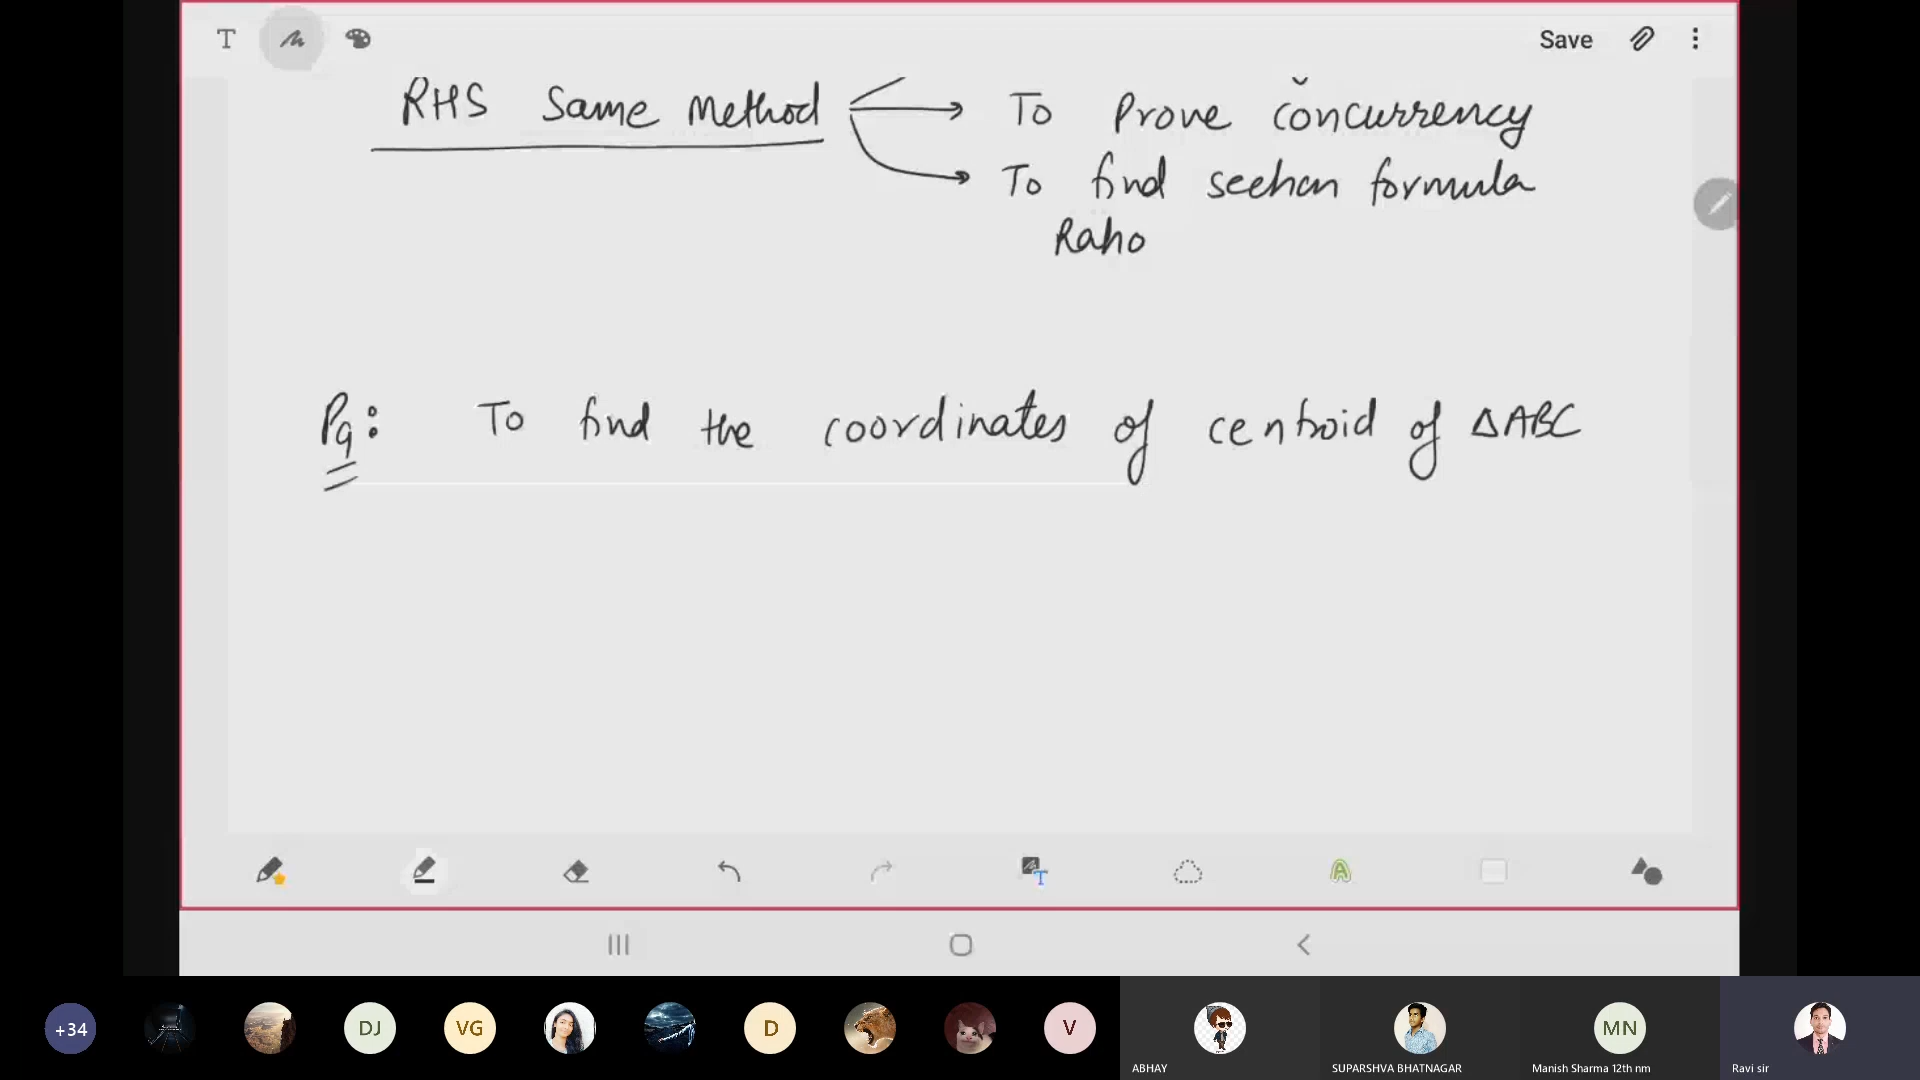 T
Save
RHS Same Method
To Prove concurrency
To find section formula
Ratio
P9: To find the coordinates of centroid of ΔABC
T
A
+34
DJ
VG
D
V
MN
ABHAY
SUPARSHVA BHATNAGAR
Manish Sharma 12th nm
Ravi sir